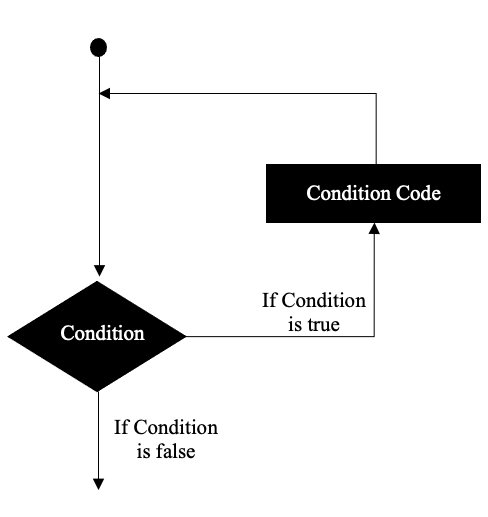 Condition Code
If Condition
is true
Condition
If Condition
is false